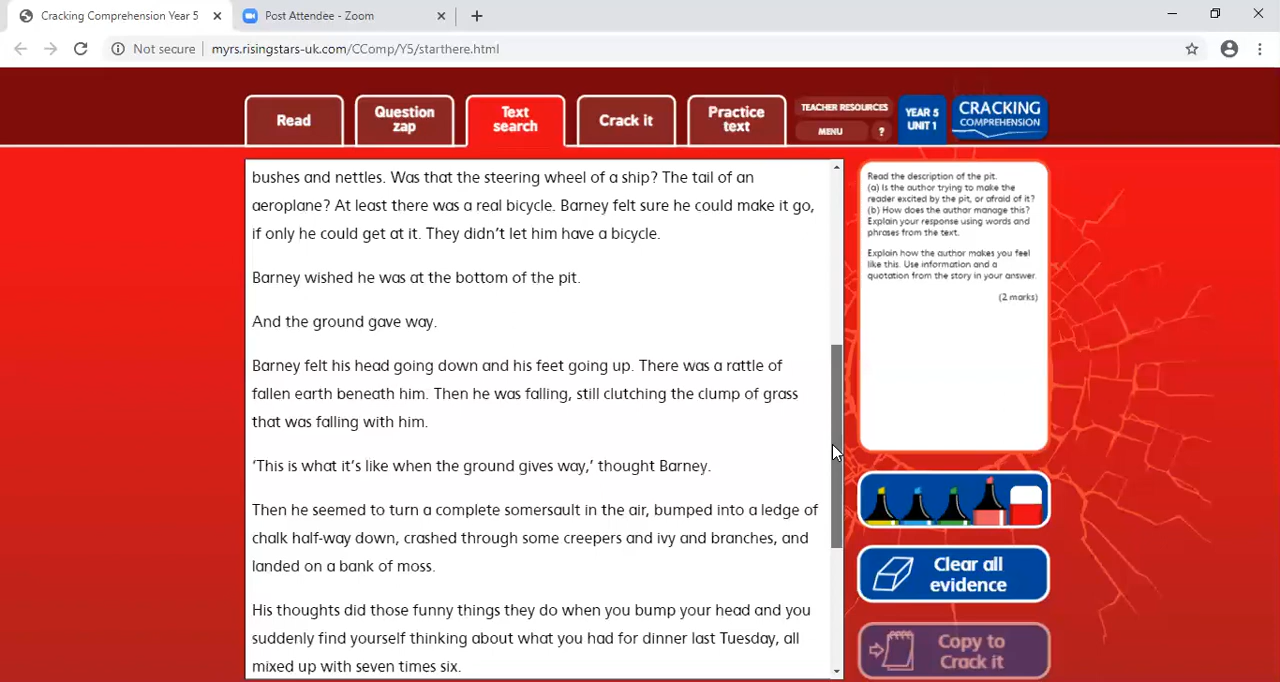 Cracking Comprehension Year 5
Post Attendee - Zoom
Not secure
myrs.risingstars-uk.com/CComp/Y5/starthere.html
Read
Question
zap
Text
search
Crack it
Practice
text
TEACHER RESOURCES
MENU
?
YEAR 5
UNIT 1
CRACKING
COMPREHENSION
bushes and nettles. Was that the steering wheel of a ship? The tail of an
aeroplane? At least there was a real bicycle. Barney felt sure he could make it go,
if only he could get at it. They didn't let him have a bicycle.
Barney wished he was at the bottom of the pit.
And the ground gave way.
Barney felt his head going down and his feet going up. There was a rattle of
fallen earth beneath him. Then he was falling, still clutching the clump of grass
that was falling with him.
'This is what it's like when the ground gives way,' thought Barney.
Then he seemed to turn a complete somersault in the air, bumped into a ledge of
chalk half-way down, crashed through some creepers and ivy and branches, and
landed on a bank of moss.
His thoughts did those funny things they do when you bump your head and you
suddenly find yourself thinking about what you had for dinner last Tuesday, all
mixed up with seven times six.
Read the description of the pit.
(a) Is the author trying to make the
reader excited by the pit, or afraid of it?
(b) How does the author manage this?
Explain your response using words and
phrases from the text.
Explain how the author makes you feel
like this. Use information and a
quotation from the story in your answer.
(2 marks)
Clear all
evidence
Copy to
Crack it